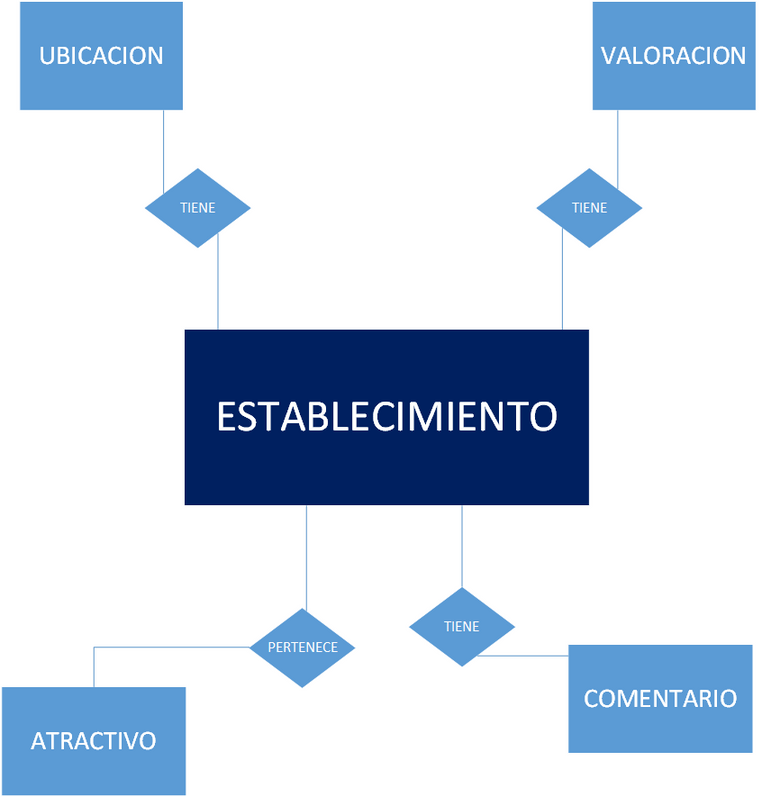 UBICACION
VALORACION
TIENE
TIENE
ESTABLECIMIENTO
TIENE
PERTENECE
COMENTARIO
ATRACTIVO